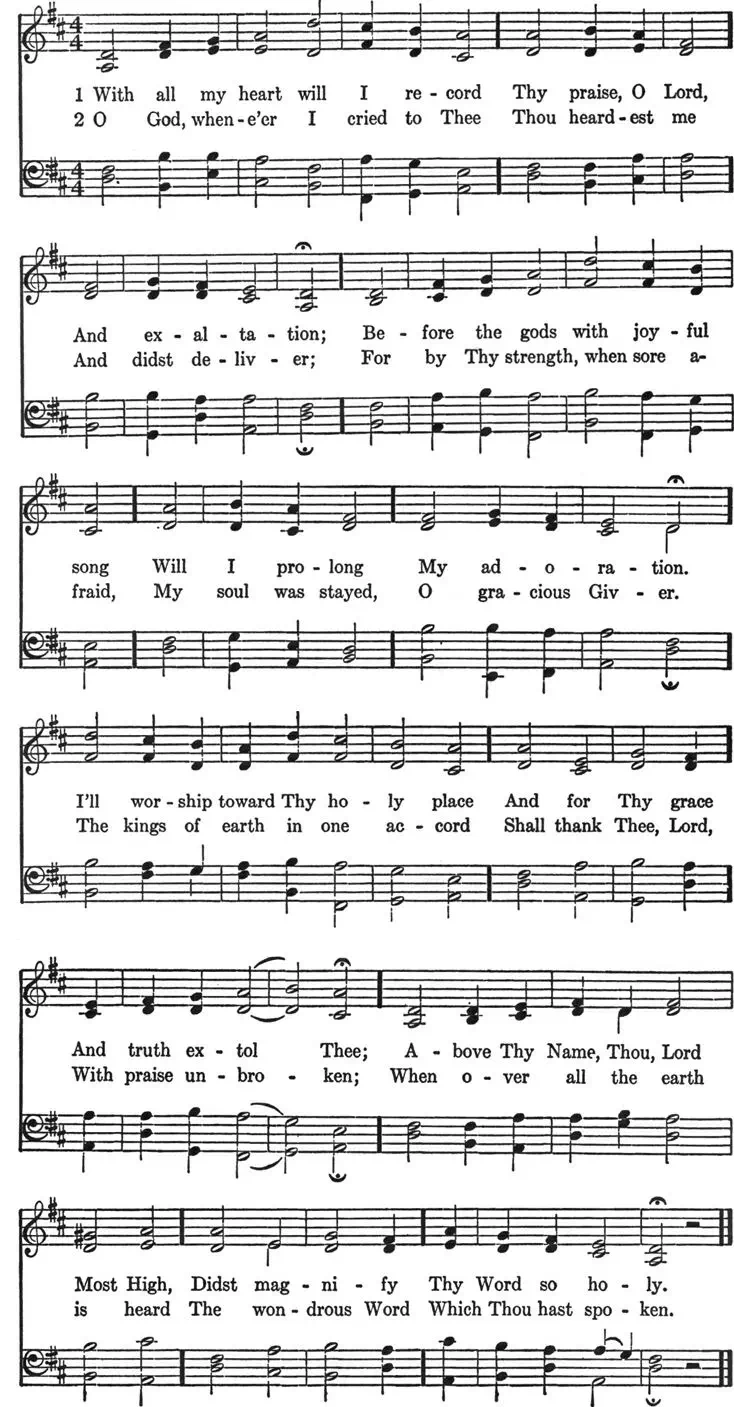 1 With all my heart will I re - cord Thy praise, O Lord,
2 O God, when - e'er I cried to Thee Thou heard - est me
And ex - al - ta - tion; Be - fore the gods with joy - ful
And didst de - liv - er; For by Thy strength, when sore a-
song Will I pro - long My ad - o - ra - tion.
fraid, My soul was stayed, O gra - cious Giv - er.
I'll wor - ship toward Thy ho - ly place And for Thy grace
The kings of earth in one ac - cord Shall thank Thee, Lord,
And truth ex - tol Thee; A - bove Thy Name, Thou, Lord
With praise un - bro - ken; When o - ver all the earth
Most High, Didst mag - ni - fy Thy Word so ho - ly.
is heard The won - drous Word Which Thou hast spo - ken.